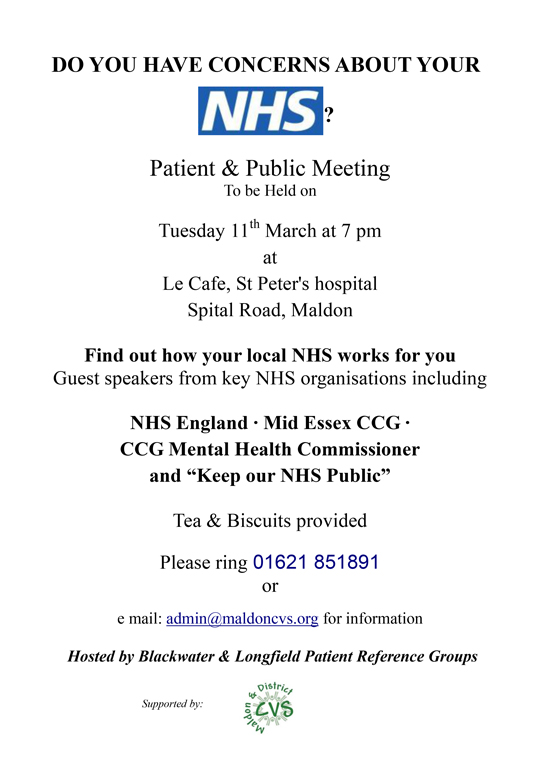 DO YOU HAVE CONCERNS ABOUT YOUR
NHS?
Patient & Public Meeting
To be Held on
Tuesday 11th March at 7 pm
at
Le Cafe, St Peter's hospital
Spital Road, Maldon
Find out how your local NHS works for you
Guest speakers from key NHS organisations including
NHS England · Mid Essex CCG ·
CCG Mental Health Commissioner
and “Keep our NHS Public”
Tea & Biscuits provided
Please ring 01621 851891
or
e mail: admin@maldoncvs.org for information
Hosted by Blackwater & Longfield Patient Reference Groups
Supported by:
Maldon & District
CVS